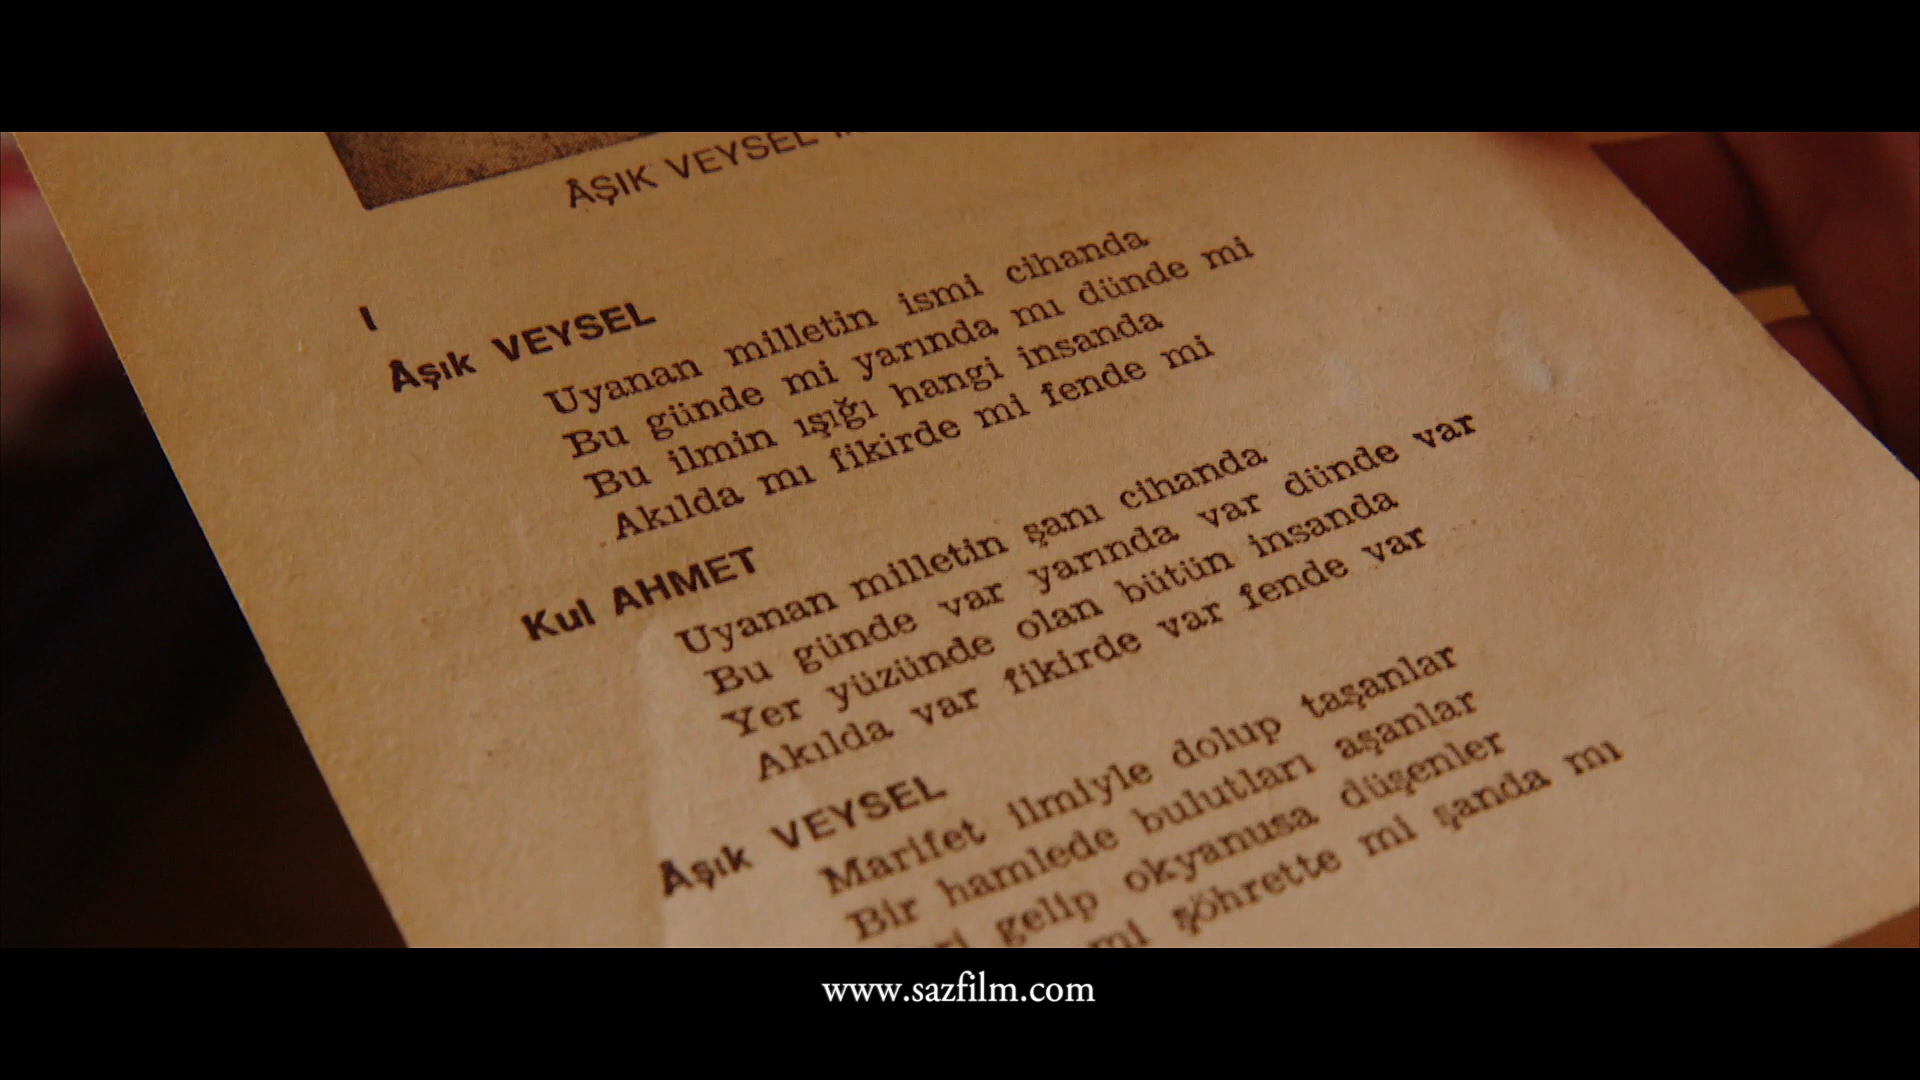 ÂŞIK VEYSEL
I
Âşık VEYSEL
Uyanan milletin ismi cihanda
Bu günde mi yarında mı dünde mi
Bu ilmin ışığı hangi insanda
Akılda mı fikirde mi fende mi
Kul AHMET
Uyanan milletin şanı cihanda
Bu günde var yarında var dünde var
Yer yüzünde olan bütün insanda
Akılda var fikirde var fende var
Âşık VEYSEL
Marifet ilmiyle dolup taşanlar
Bir hamlede bulutları aşanlar
gelip okyanusa düşenler
mi şöhrette mi şanda mı
www.sazfilm.com